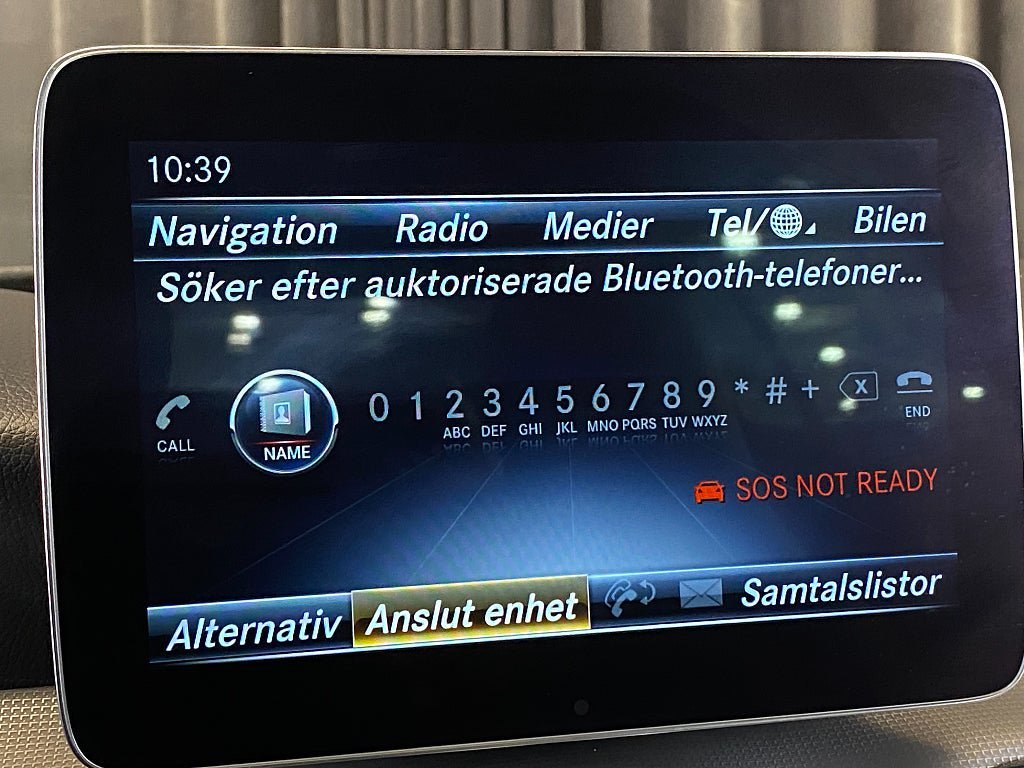 10:39
Navigation Radio Medier Tel/ Bilen
Söker efter auktoriserade Bluetooth-telefoner...
CALL NAME 0 1 2 3 4 5 6 7 8 9 * # + X END
ABC DEF GHI JKL MNO PQRS TUV WXYZ
SOS NOT READY
Alternativ Anslut enhet Samtalslistor